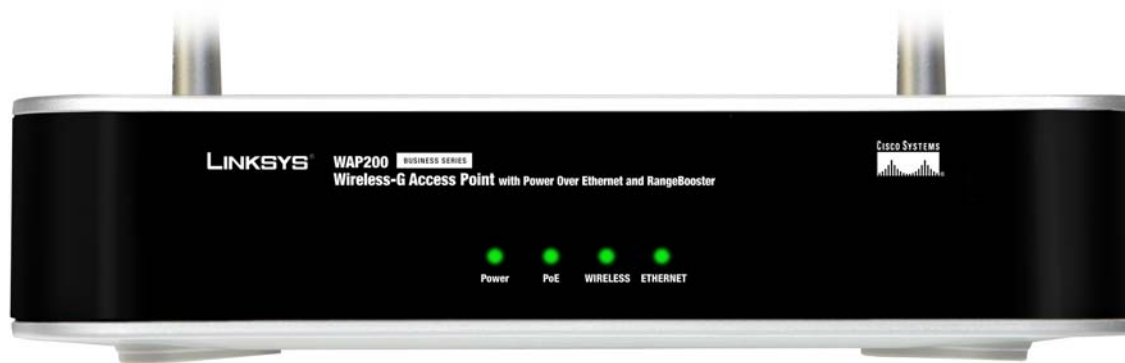 LINKSYS®
WAP200 BUSINESS SERIES
Wireless-G Access Point with Power Over Ethernet and RangeBooster
CISCO SYSTEMS
®
Power PoE WIRELESS ETHERNET